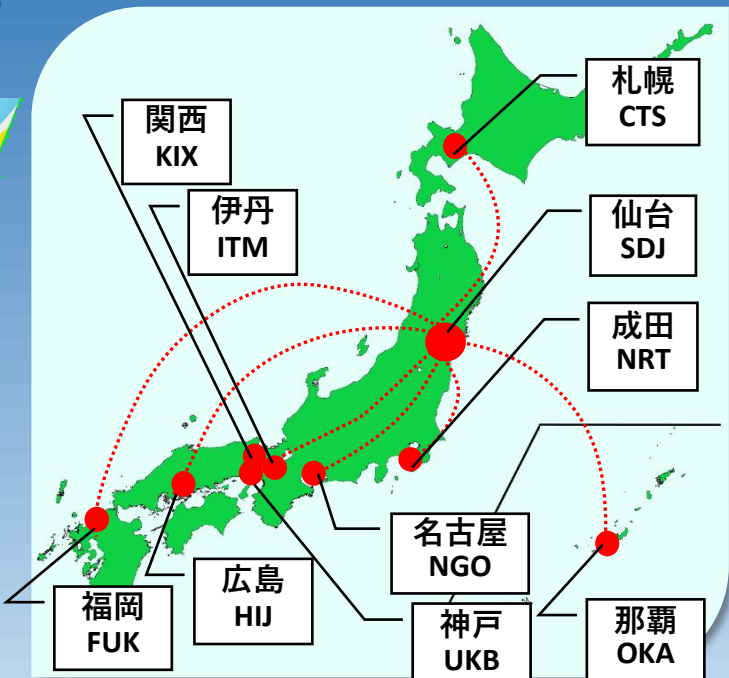 札幌
CTS
関西
KIX
伊丹
ITM
仙台
SDJ
成田
NRT
名古屋
NGO
広島
HIJ
福岡
FUK
神戸
UKB
那覇
OKA